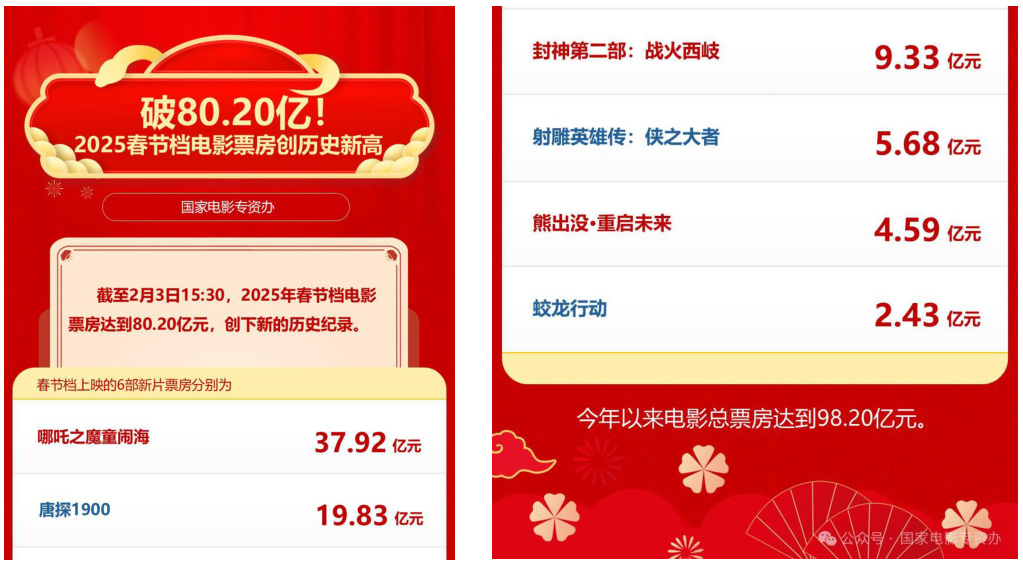 破80.20亿！
2025春节档电影票房创历史新高
国家电影专资办
截至2月3日15:30，2025年春节档电影
票房达到80.20亿元，创下新的历史纪录。
春节档上映的6部新片票房分别为
哪吒之魔童闹海 37.92 亿元
唐探1900 19.83 亿元
封神第二部：战火西岐 9.33 亿元
射雕英雄传：侠之大者 5.68 亿元
熊出没·重启未来 4.59 亿元
蛟龙行动 2.43 亿元
今年以来电影总票房达到98.20亿元。
公众号·国家电影专资办